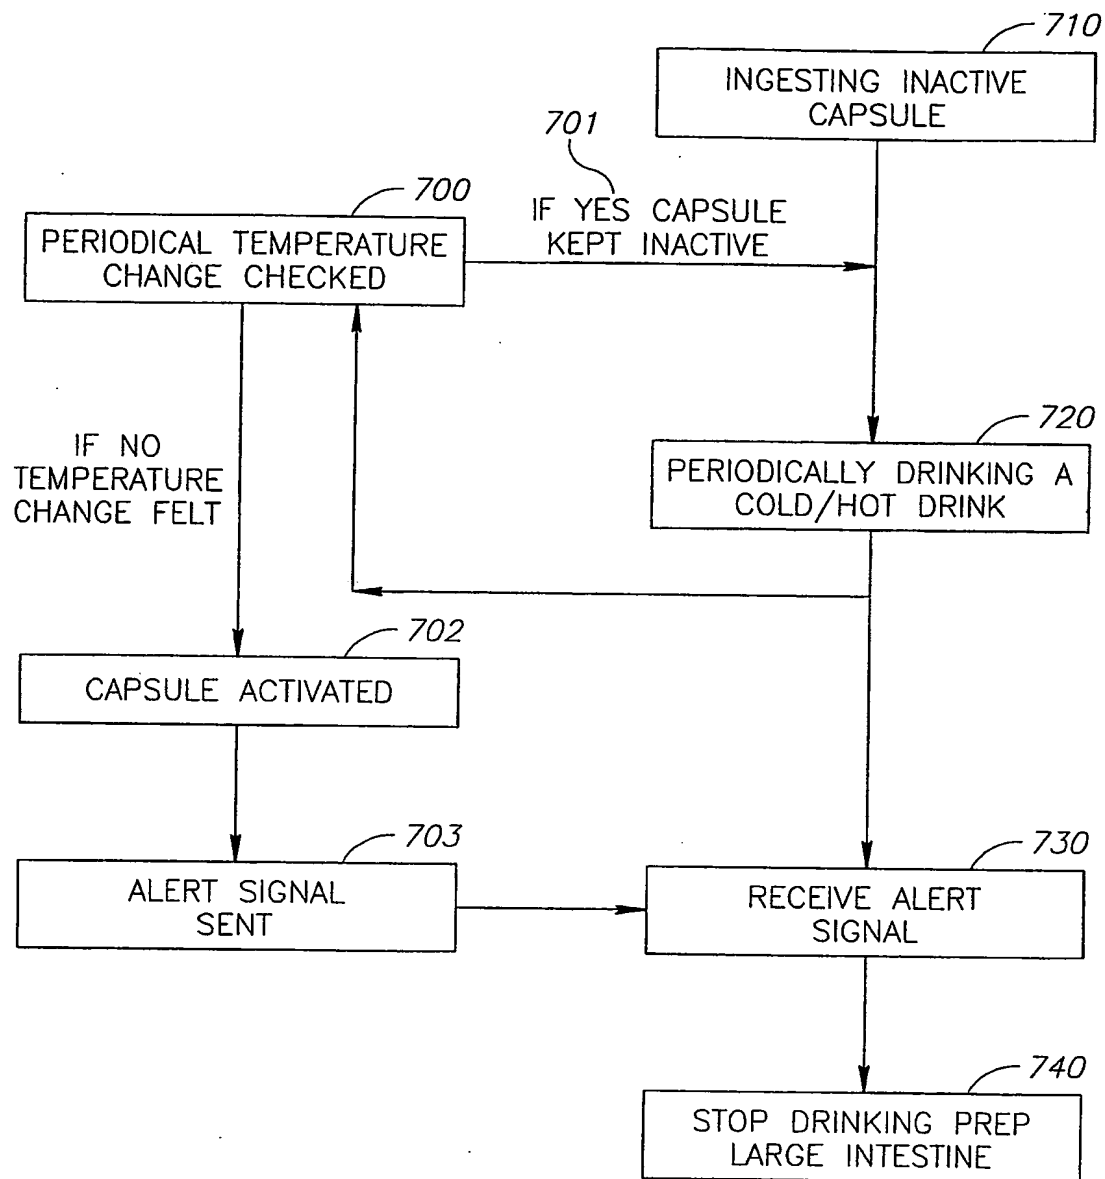 710
INGESTING INACTIVE
CAPSULE
701
IF YES CAPSULE
KEPT INACTIVE
700
PERIODICAL TEMPERATURE
CHANGE CHECKED
720
PERIODICALLY DRINKING A
COLD/HOT DRINK
IF NO
TEMPERATURE
CHANGE FELT
702
CAPSULE ACTIVATED
703
ALERT SIGNAL
SENT
730
RECEIVE ALERT
SIGNAL
740
STOP DRINKING PREP
LARGE INTESTINE